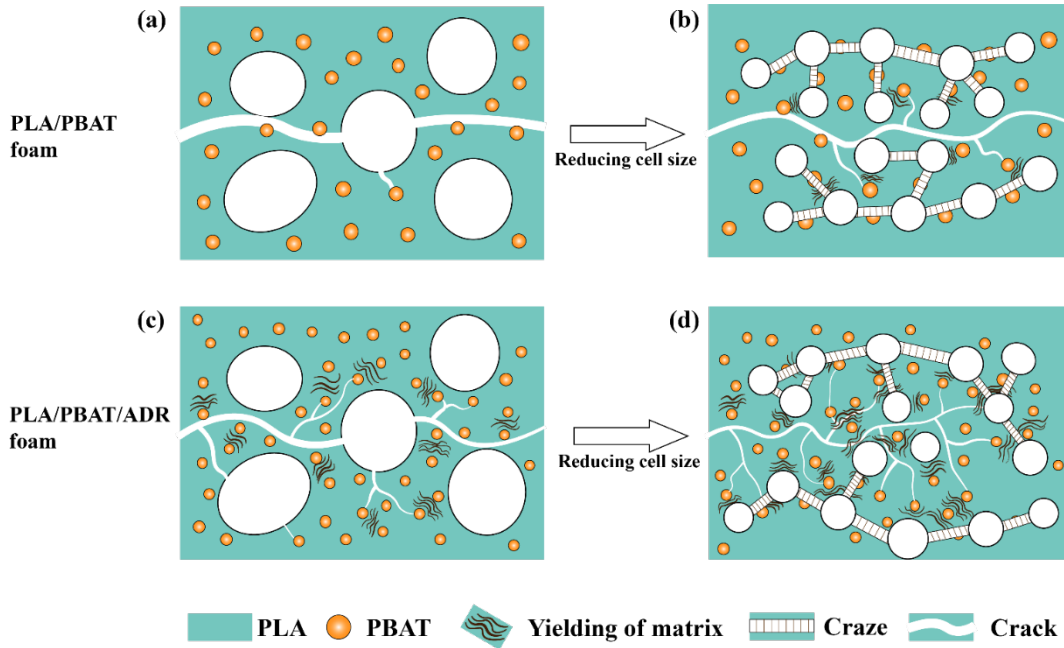 (a)
(b)
PLA/PBAT
foam
Reducing cell size
(c)
(d)
PLA/PBAT/ADR
foam
Reducing cell size
PLA
PBAT
Yielding of matrix
Craze
Crack